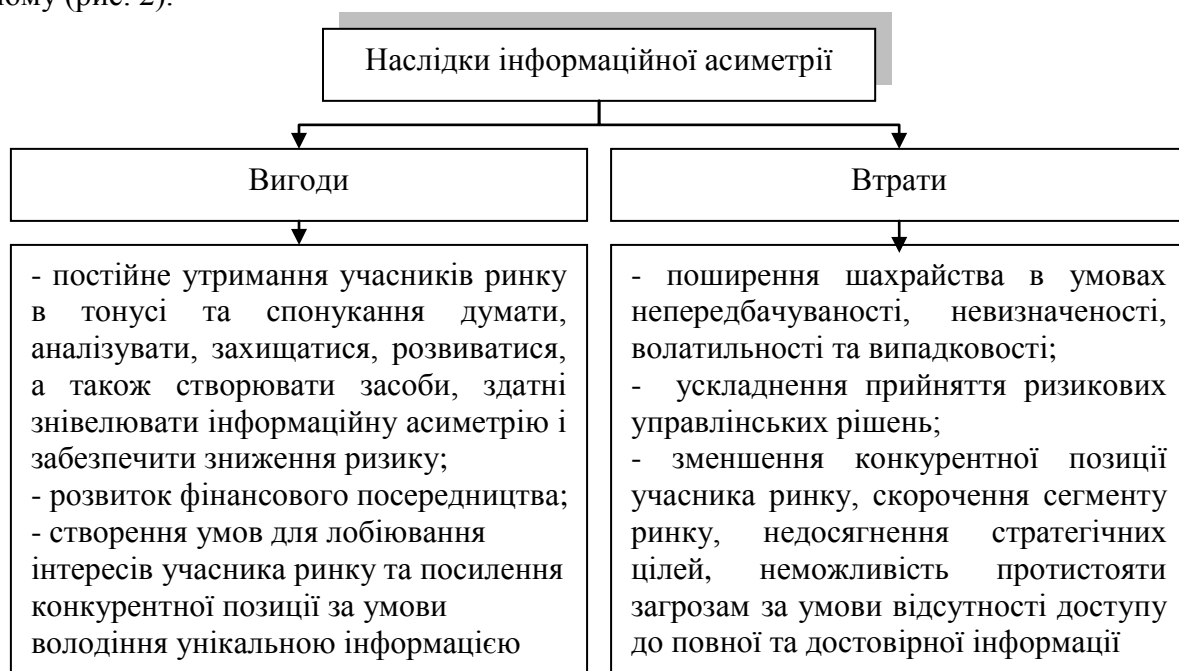 ному (рис. 2).
Наслідки інформаційної асиметрії
Вигоди
Втрати
- постійне утримання учасників ринку
в тонусі та спонукання думати,
аналізувати, захищатися, розвиватися,
а також створювати засоби, здатні
знівелювати інформаційну асиметрію і
забезпечити зниження ризику;
- розвиток фінансового посередництва;
- створення умов для лобіювання
інтересів учасника ринку та посилення
конкурентної позиції за умови
володіння унікальною інформацією
- поширення шахрайства в умовах
непередбачуваності, невизначеності,
волатильності та випадковості;
- ускладнення прийняття ризикових
управлінських рішень;
- зменшення конкурентної позиції
учасника ринку, скорочення сегменту
ринку, недосягнення стратегічних
цілей, неможливість протистояти
загрозам за умови відсутності доступу
до повної та достовірної інформації